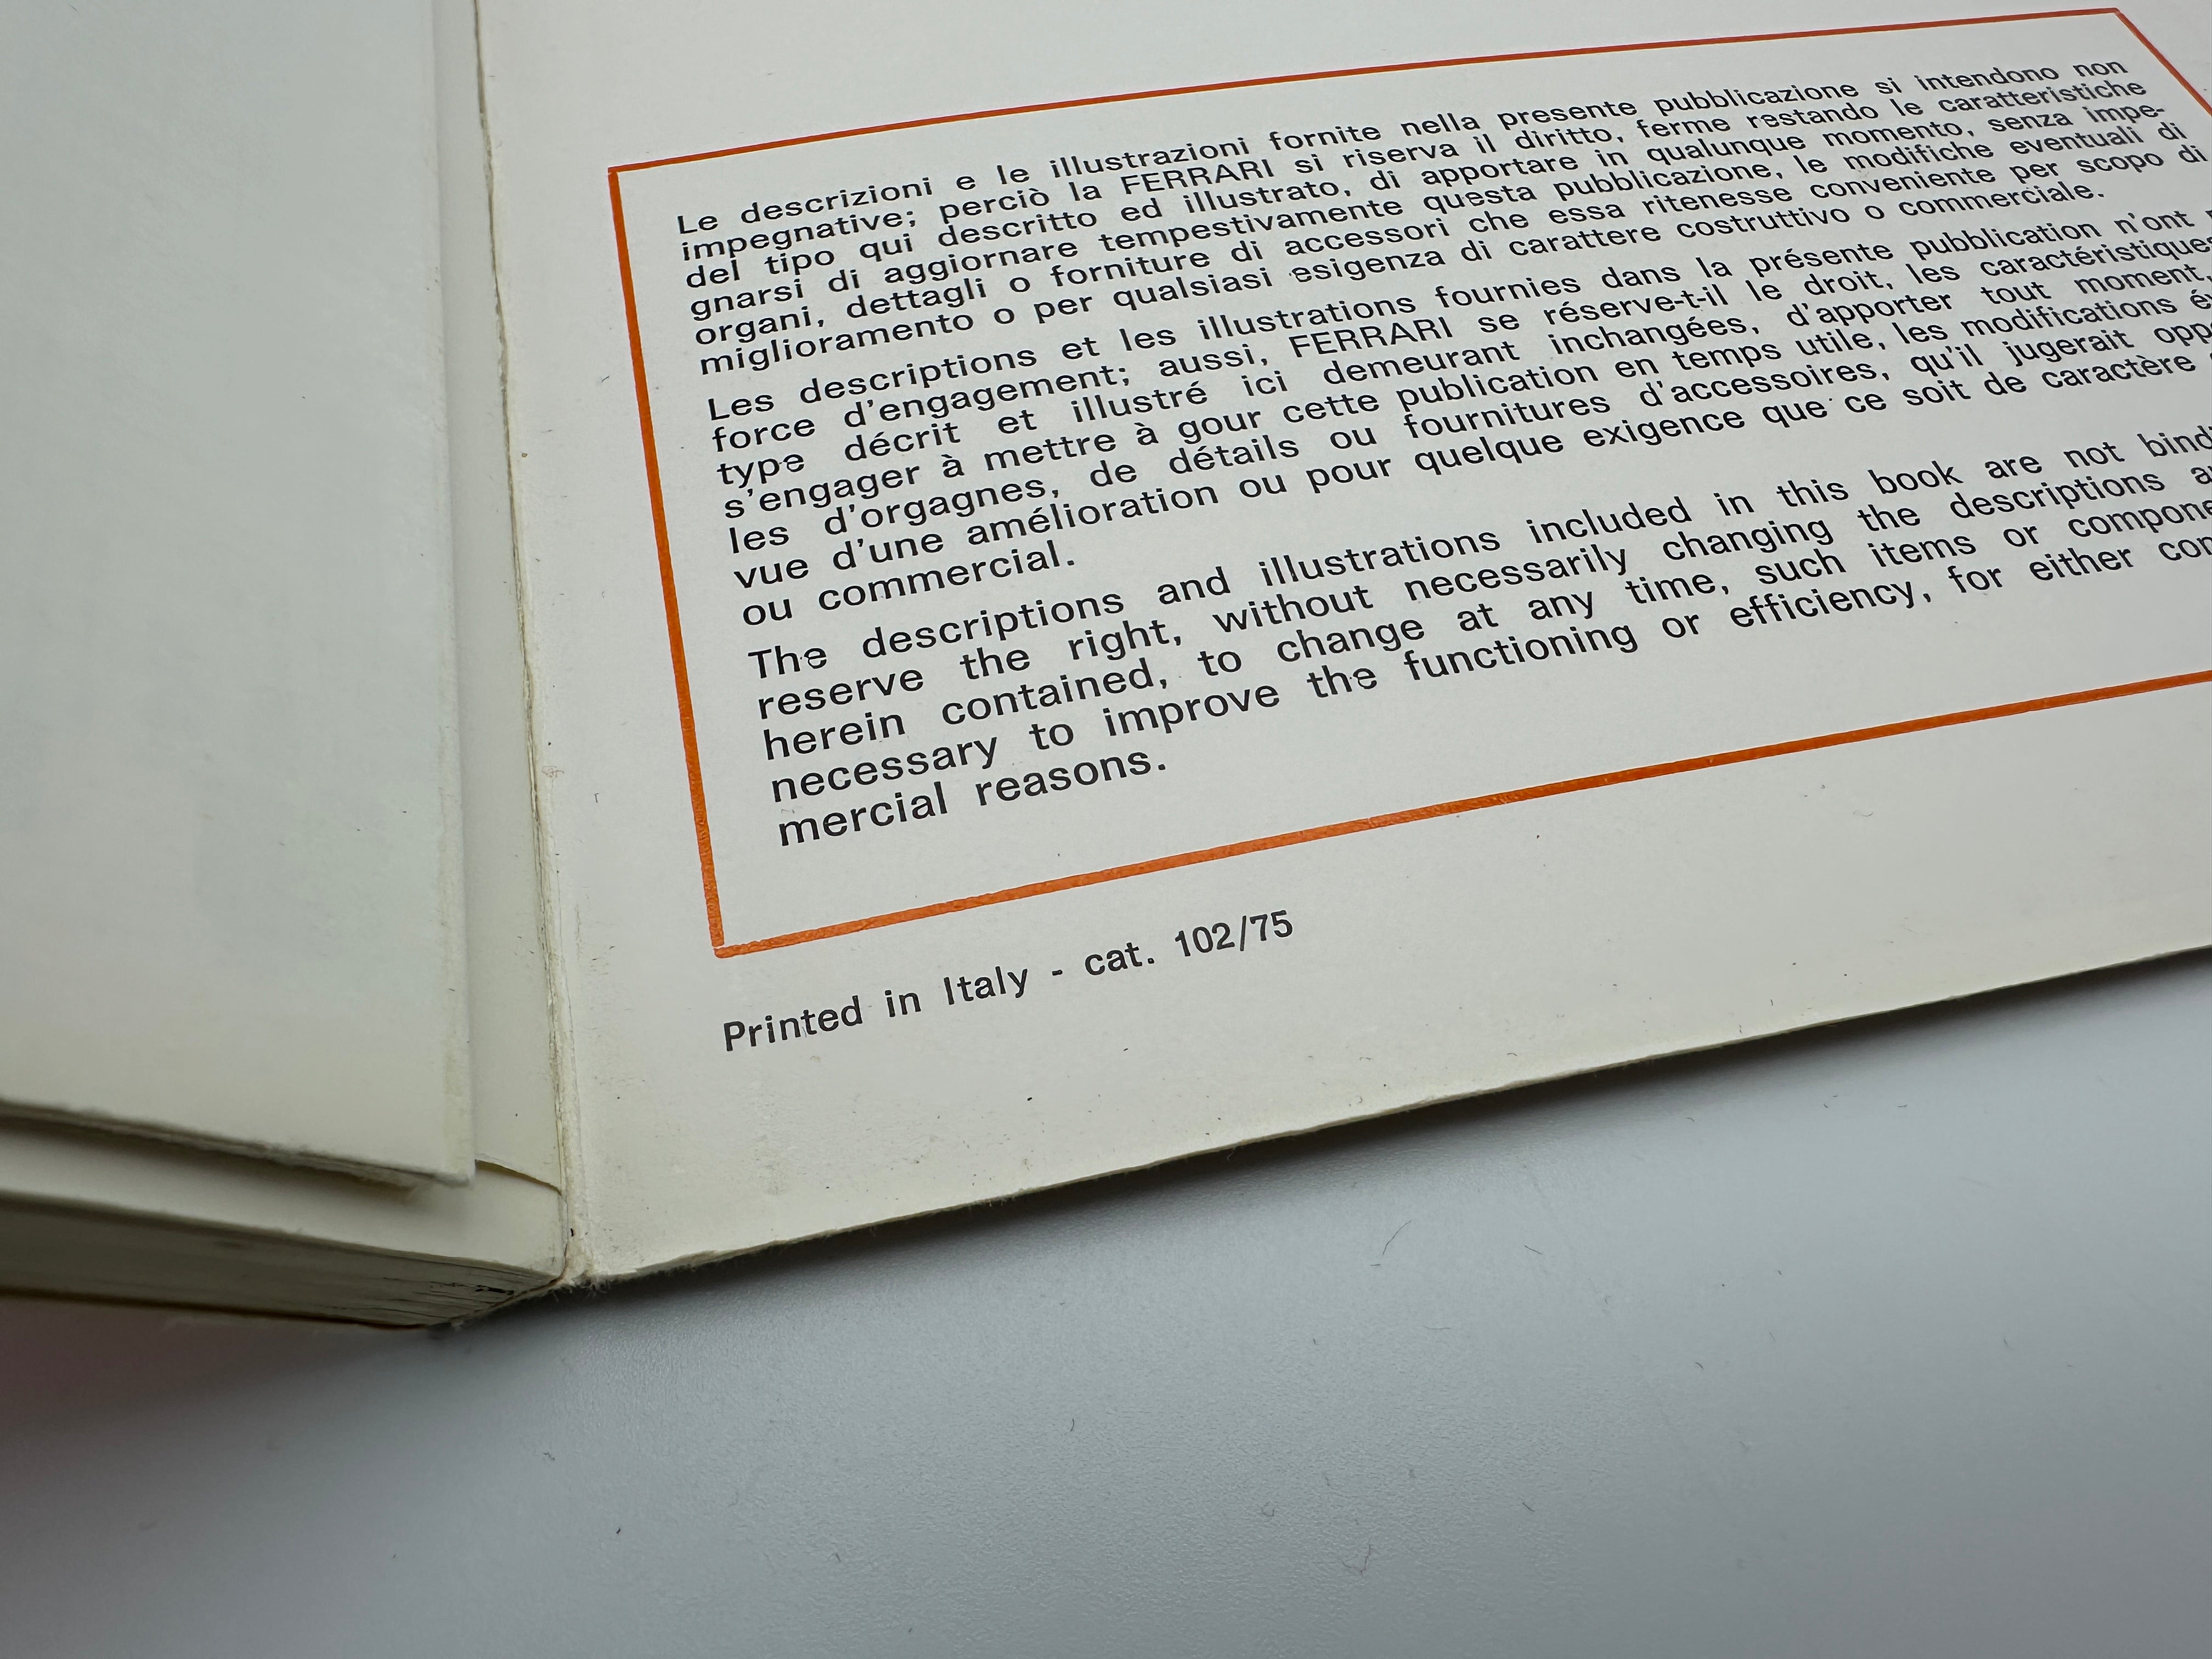 Le descrizioni e le illustrazioni fornite nella presente pubblicazione si intendono non
impegnative; perciò la FERRARI si riserva il diritto, ferme restando le caratteristiche
del tipo qui descritto ed illustrato, di apportare in qualunque momento, senza impe-
gnarsi di aggiornare tempestivamente questa pubblicazione, le modifiche eventuali di
organi, dettagli o forniture di accessori che essa ritenesse conveniente per scopo di
miglioramento o per qualsiasi esigenza di carattere costruttivo o commerciale.
Les descriptions et les illustrations fournies dans la présente pubblication n'ont
force d'engagement; aussi, FERRARI se réserve-t-il le droit, les caractéristiques
type décrit et illustré ici demeurant inchangées, d'apporter tout moment,
s'engager à mettre à gour cette publication en temps utile, les modifications
les d'orgagnes, de détails ou fournitures d'accessoires, qu'il jugerait
vue d'une amélioration ou pour quelque exigence que ce soit de caractère
ou commercial.
The descriptions and illustrations included in this book are not
reserve the right, without necessarily changing the descriptions
herein contained, to change at any time, such items or
necessary to improve the functioning or efficiency, for either
mercial reasons.
Printed in Italy - cat. 102/75